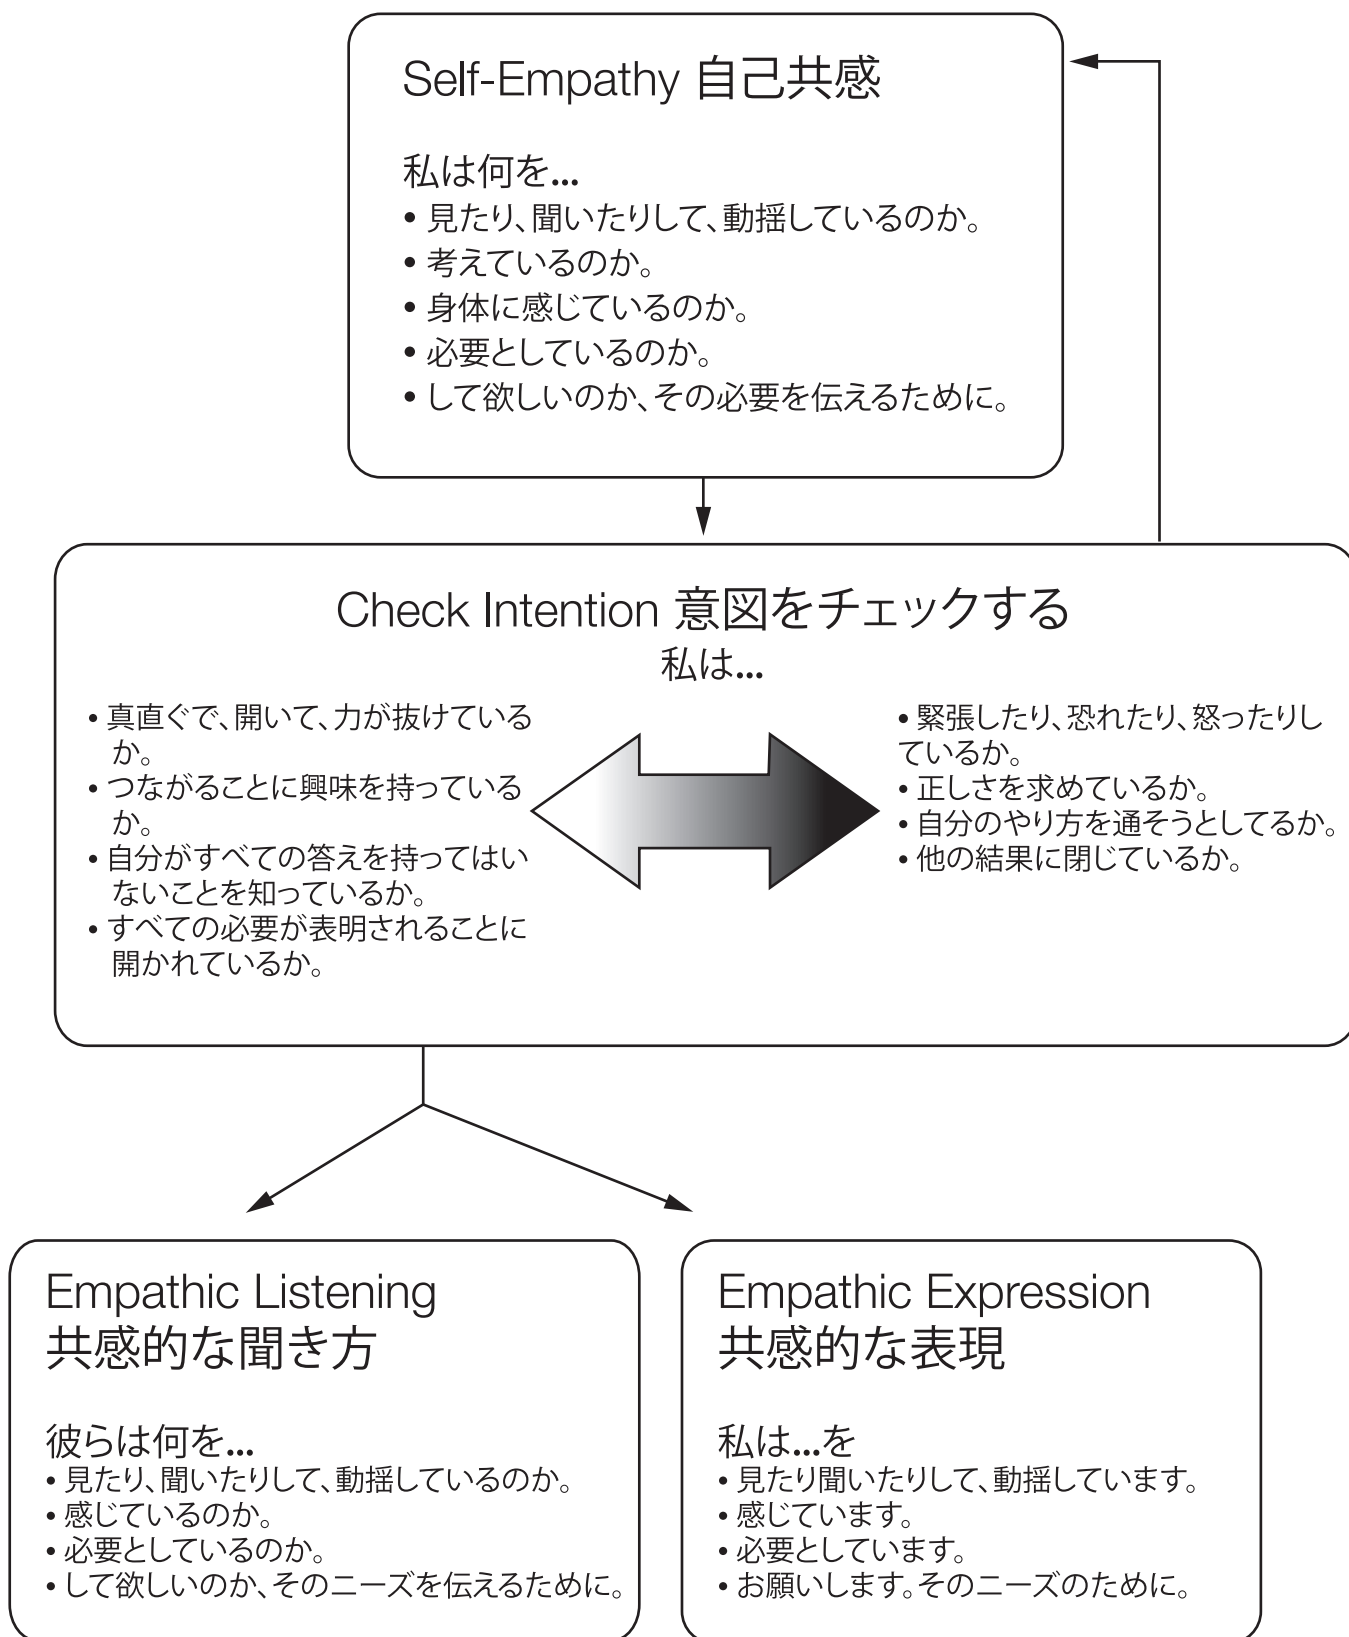 Self-Empathy 自己共感
私は何を...
• 見たり、聞いたりして、動揺しているのか。
• 考えているのか。
• 身体に感じているのか。
• 必要としているのか。
• して欲しいのか、その必要を伝えるために。
Check Intention 意図をチェックする
私は...
• 真直ぐで、開いて、力が抜けている
か。
• つながることに興味を持っている
か。
• 自分がすべての答えを持ってはい
ないことを知っているか。
• すべての必要が表明されることに
開かれているか。
• 緊張したり、恐れたり、怒ったりし
ているか。
• 正しさを求めているか。
• 自分のやり方を通そうとしてるか。
• 他の結果に閉じているか。
Empathic Listening
共感的な聞き方
彼らは何を...
• 見たり、聞いたりして、動揺しているのか。
• 感じているのか。
• 必要としているのか。
• して欲しいのか、そのニーズを伝えるために。
Empathic Expression
共感的な表現
私は...を
• 見たり聞いたりして、動揺しています。
• 感じています。
• 必要としています。
• お願いします。そのニーズのために。